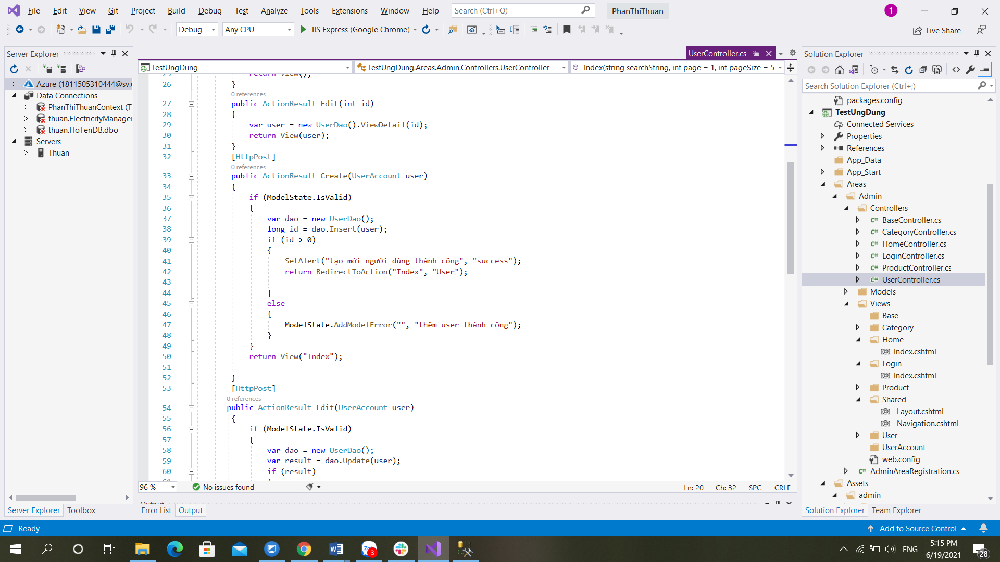 File Edit View Git Project Build Debug Test Analyze Tools Extensions Window Help Search (Ctrl+Q) PhanThiThuan 1
Debug Any CPU IIS Express (Google Chrome) Live Share
Server Explorer
Azure (1811505310444@sv.u
Data Connections
PhanThiThuanContext (T
thuan.ElectricityManager
thuan.HoTenDB.dbo
Servers
Thuan
Server Explorer Toolbox
UserController.cs
TestUngDung TestUngDung.Areas.Admin.Controllers.UserController Index(string searchString, int page = 1, int pageSize = 5
25 return View();
26 }
0 references
27 public ActionResult Edit(int id)
28 {
29 var user = new UserDao().ViewDetail(id);
30 return View(user);
31 }
32 [HttpPost]
0 references
33 public ActionResult Create(UserAccount user)
34 {
35 if (ModelState.IsValid)
36 {
37 var dao = new UserDao();
38 long id = dao.Insert(user);
39 if (id > 0)
40 {
41 SetAlert("tạo mới người dùng thành công", "success");
42 return RedirectToAction("Index", "User");
43
44 }
45 else
46 {
47 ModelState.AddModelError("", "thêm user thành công");
48 }
49 }
50 return View("Index");
51
52 }
53 [HttpPost]
0 references
54 public ActionResult Edit(UserAccount user)
55 {
56 if (ModelState.IsValid)
57 {
58 var dao = new UserDao();
59 var result = dao.Update(user);
60 if (result)
61 {
96 % No issues found Ln: 20 Ch: 32 SPC CRLF
Output
Error List Output
Solution Explorer
Search Solution Explorer (Ctrl+;)
packages.config
TestUngDung
Connected Services
Properties
References
App_Data
App_Start
Areas
Admin
Controllers
C# BaseController.cs
C# CategoryController.cs
C# HomeController.cs
C# LoginController.cs
C# ProductController.cs
C# UserController.cs
Models
Views
Base
Category
Home
[@] Index.cshtml
Login
[@] Index.cshtml
Product
Shared
[@] _Layout.cshtml
[@] _Navigation.cshtml
User
UserAccount
web.config
C# AdminAreaRegistration.cs
Assets
admin
Solution Explorer Team Explorer
Ready Add to Source Control
Zalo 3 ENG 5:15 PM
6/19/2021 28